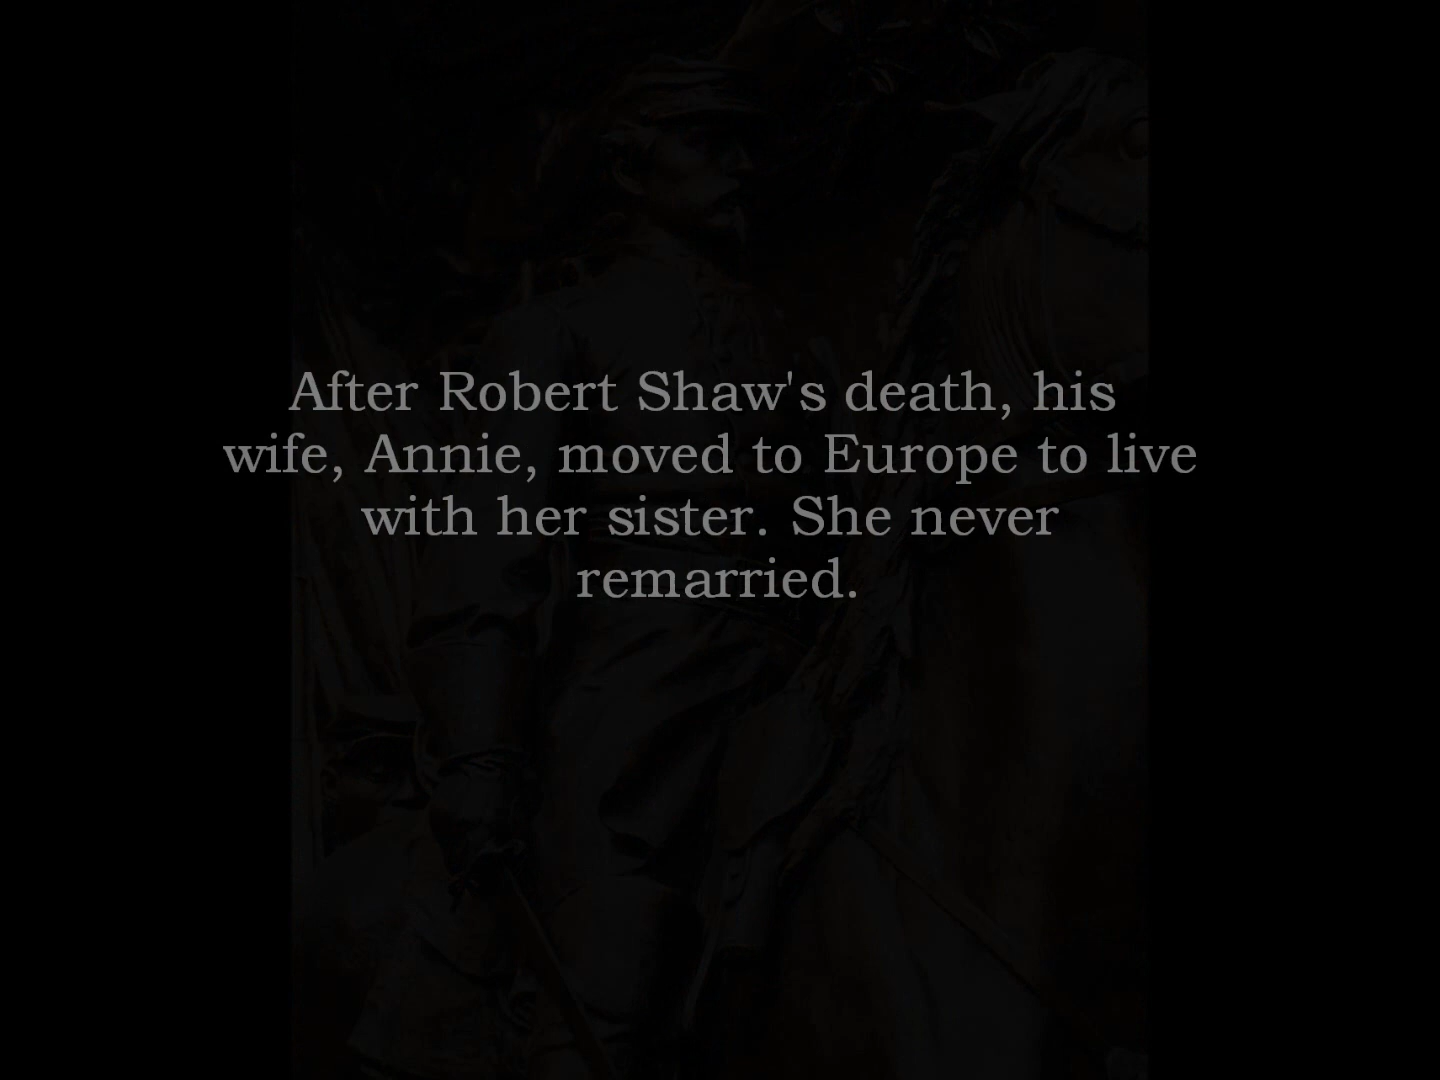 After Robert Shaw's death, his
wife, Annie, moved to Europe to live
with her sister. She never
remarried.